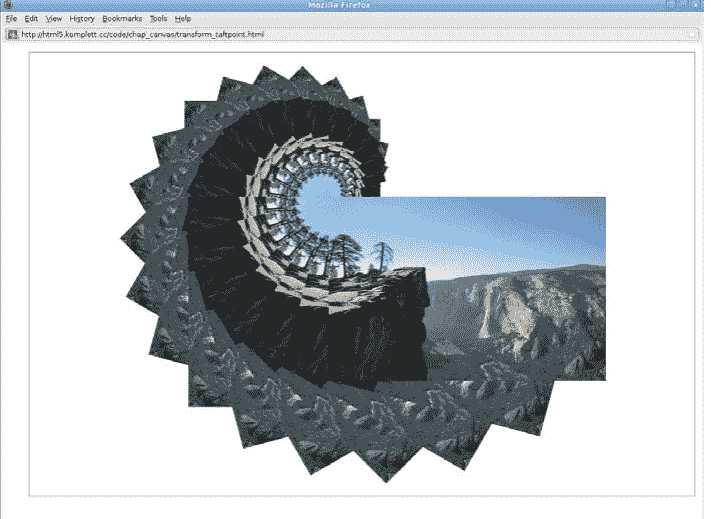 Mozilla Firefox
File Edit View History Bookmarks Tools Help
http://html5.komplett.cc/code/chap_canvas/transform_taftpoint.html